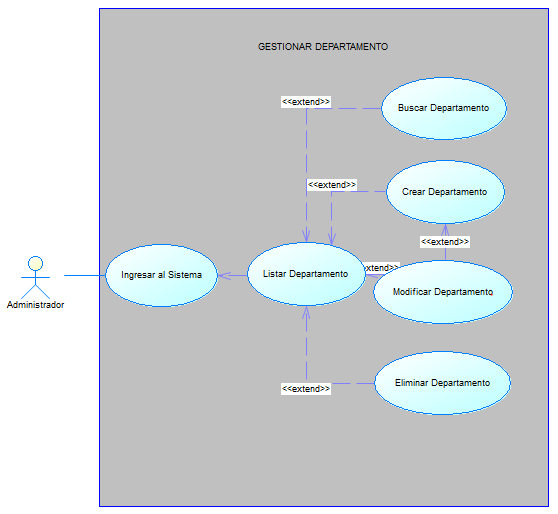 GESTIONAR DEPARTAMENTO
<<extend>>
Buscar Departamento
<<extend>>
Crear Departamento
<<extend>>
Ingresar al Sistema
Listar Departamento
extend>>
Modificar Departamento
Administrador
<<extend>>
Eliminar Departamento